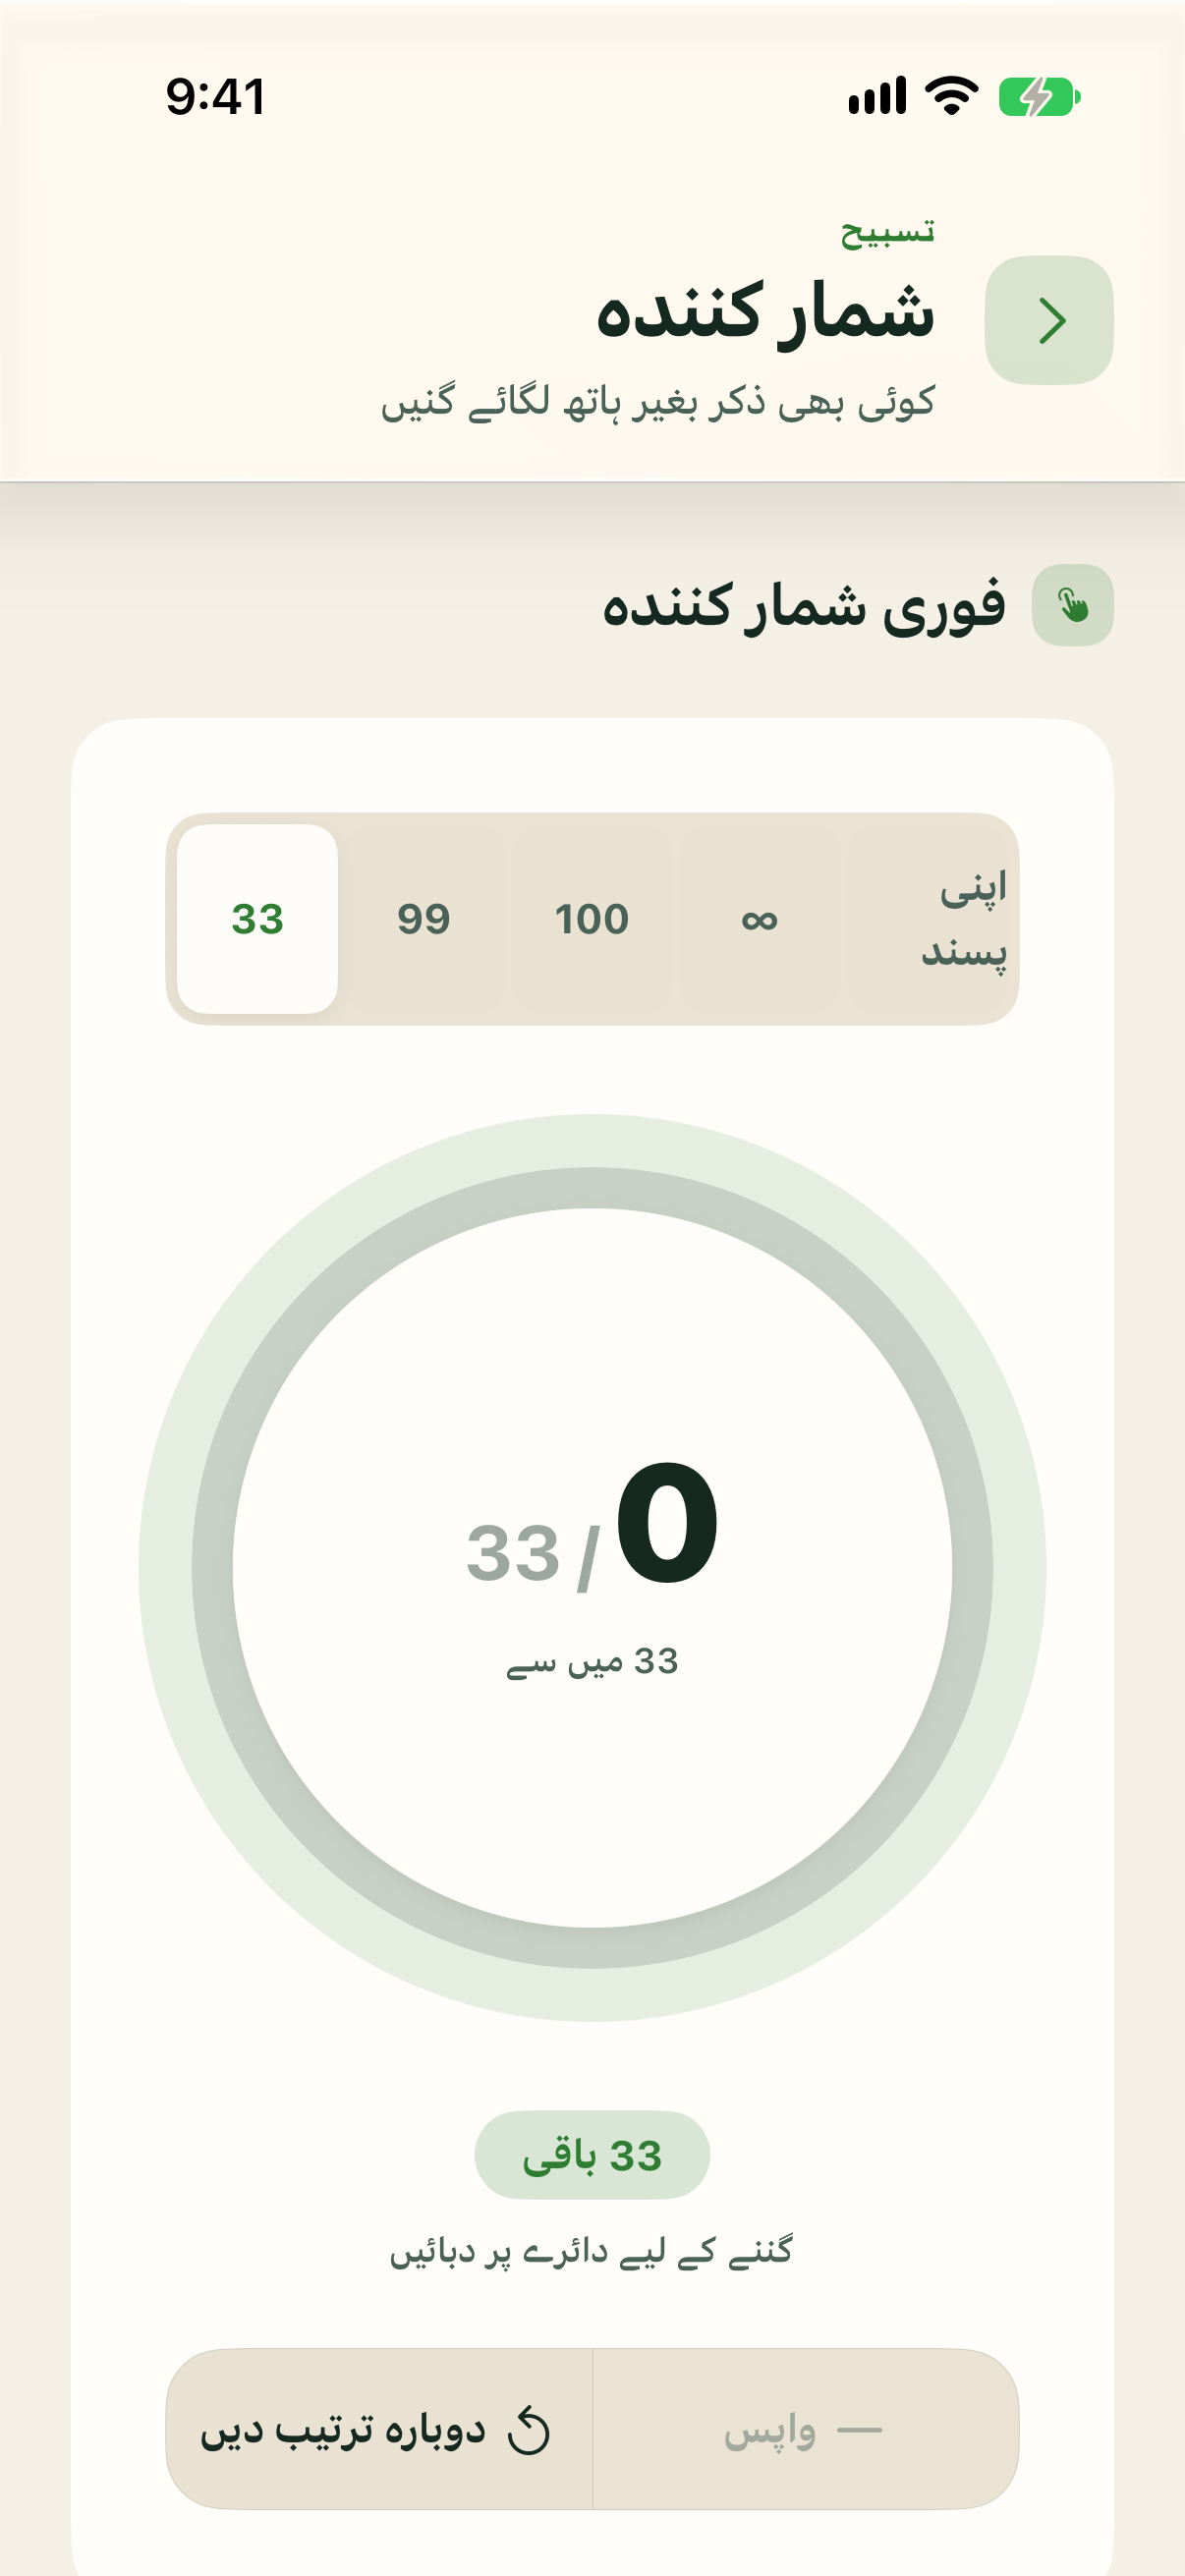 9:41
تسبیح
شمار کنندہ
کوئی بھی ذکر بغیر ہاتھ لگائے گنیں
فوری شمار کنندہ
اپنی
پسند
∞
100
99
33
0/33
33 میں سے
33 باقی
گننے کے لیے دائرے پر دبائیں
واپس
دوبارہ ترتیب دیں